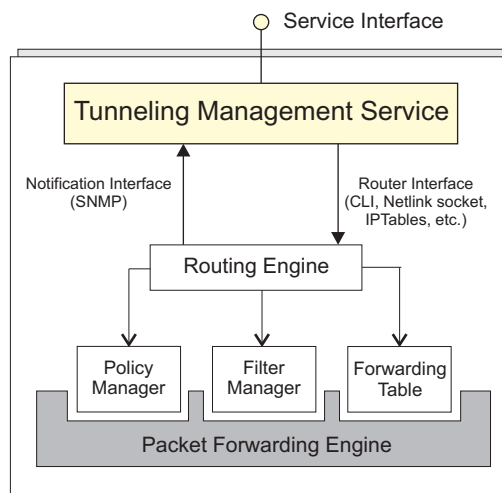 Service Interface
Tunneling Management Service
Notification Interface
(SNMP)
Router Interface
(CLI, Netlink socket,
IPTables, etc.)
Routing Engine
Policy
Manager
Filter
Manager
Forwarding
Table
Packet Forwarding Engine